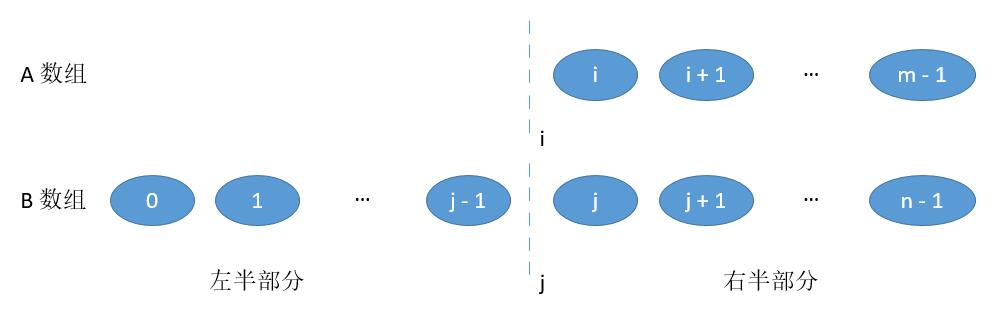 A 数组 i i + 1 ... m - 1
i
B 数组 0 1 ... j - 1 j j + 1 ... n - 1
左半部分 j 右半部分